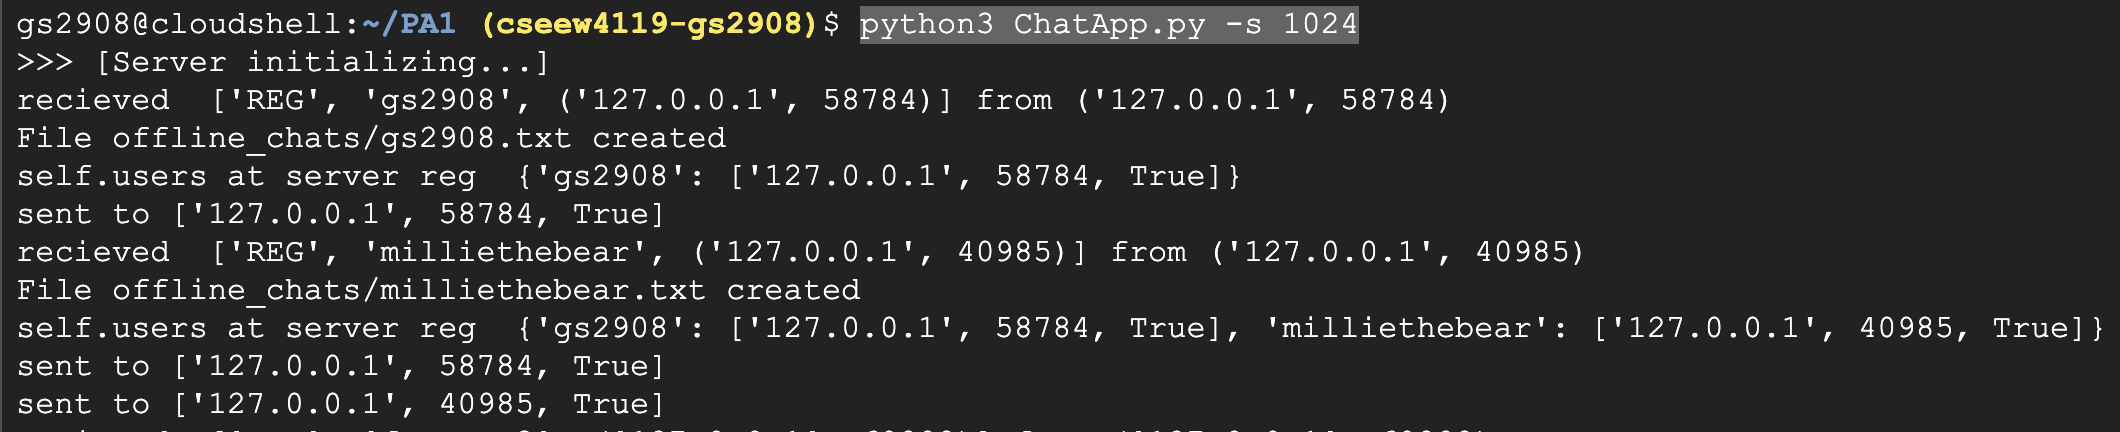 gs2908@cloudshell:~/PA1 (cseew4119-gs2908)$ python3 ChatApp.py -s 1024
>>> [Server initializing...]
recieved  ['REG', 'gs2908', ('127.0.0.1', 58784)] from ('127.0.0.1', 58784)
File offline_chats/gs2908.txt created
self.users at server reg  {'gs2908': ['127.0.0.1', 58784, True]}
sent to ['127.0.0.1', 58784, True]
recieved  ['REG', 'milliethebear', ('127.0.0.1', 40985)] from ('127.0.0.1', 40985)
File offline_chats/milliethebear.txt created
self.users at server reg  {'gs2908': ['127.0.0.1', 58784, True], 'milliethebear': ['127.0.0.1', 40985, True]}
sent to ['127.0.0.1', 58784, True]
sent to ['127.0.0.1', 40985, True]